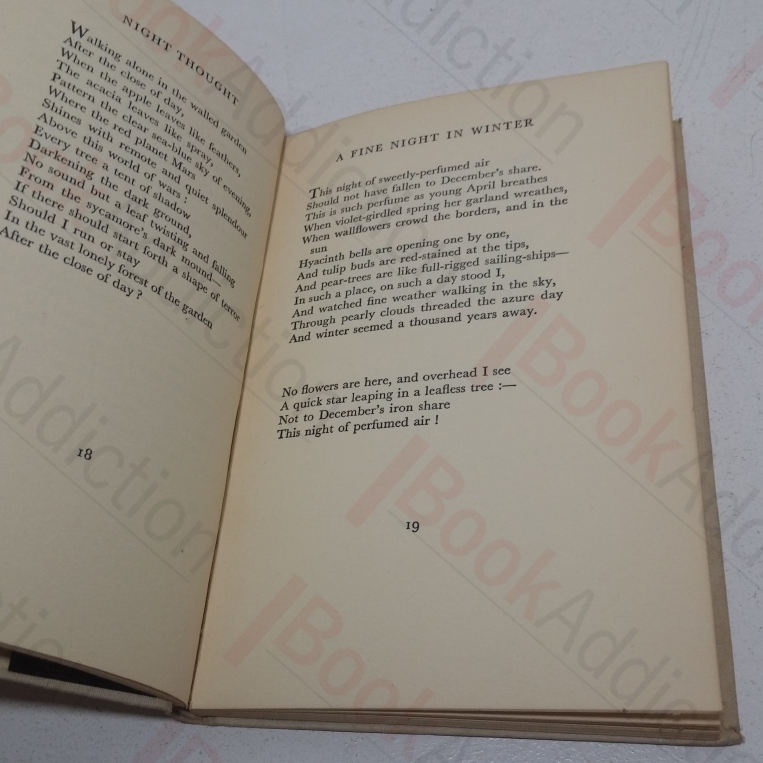 NIGHT THOUGHT
Walking alone in the walled garden
After the close of day,
When the apple leaves like feathers,
The acacia leaves like spray,
Pattern the clear sea-blue sky of evening,
Where the red planet Mars
Shines with remote and quiet splendour
Above this world of wars :
Every tree a tent of shadow
Darkening the dark ground,
No sound but a leaf twisting and falling
From the sycamore's dark mound—
If there should start forth a shape of terror
Should I run or stay
In the vast lonely forest of the garden
After the close of day ?
18
A FINE NIGHT IN WINTER
This night of sweetly-perfumed air
Should not have fallen to December's share.
This is such perfume as young April breathes
When violet-girdled spring her garland wreathes,
When wallflowers crowd the borders, and in the
sun
Hyacinth bells are opening one by one,
And tulip buds are red-stained at the tips,
And pear-trees are like full-rigged sailing-ships—
In such a place, on such a day stood I,
And watched fine weather walking in the sky,
Through pearly clouds threaded the azure day
And winter seemed a thousand years away.
No flowers are here, and overhead I see
A quick star leaping in a leafless tree :—
Not to December's iron share
This night of perfumed air !
19
BookAddiction
BookAddiction
BookAddiction
BookAddiction